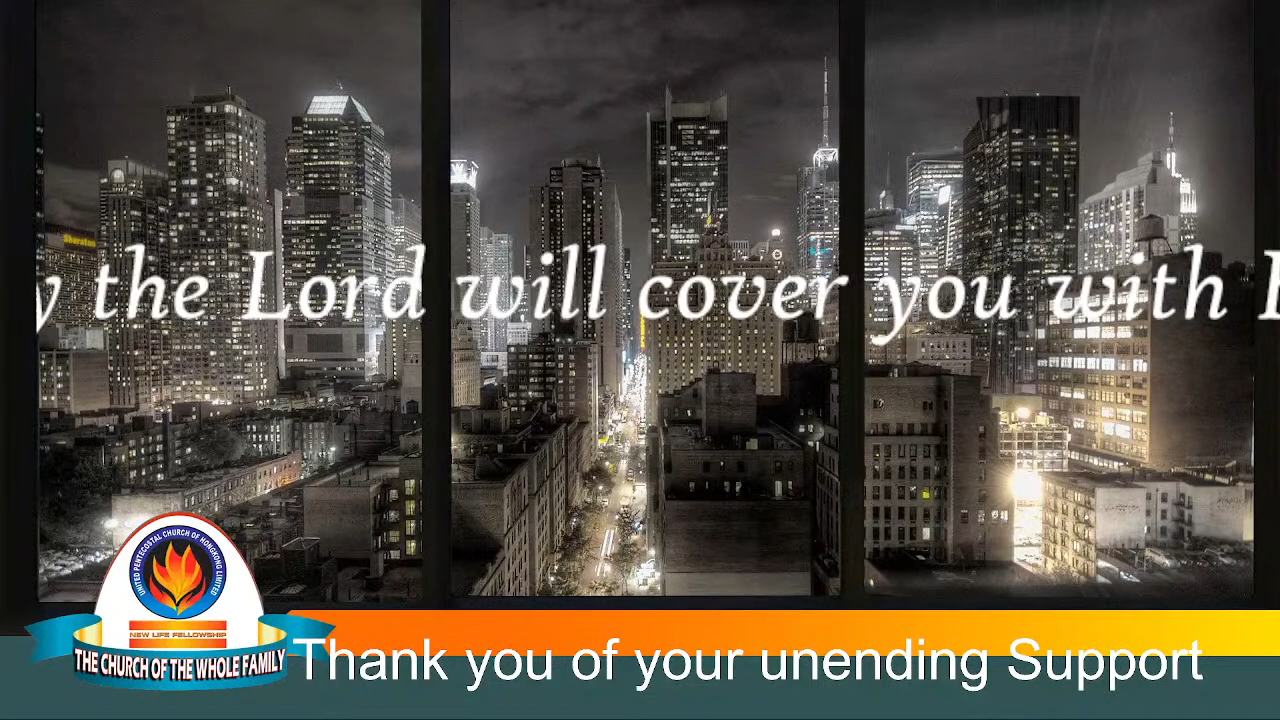 Sheraton
y the Lord will cover you with
UNITED PENTECOSTAL CHURCH OF HONGKONG LIMITED
NEW LIFE FELLOWSHIP
THE CHURCH OF THE WHOLE FAMILY
Thank you of your unending Support